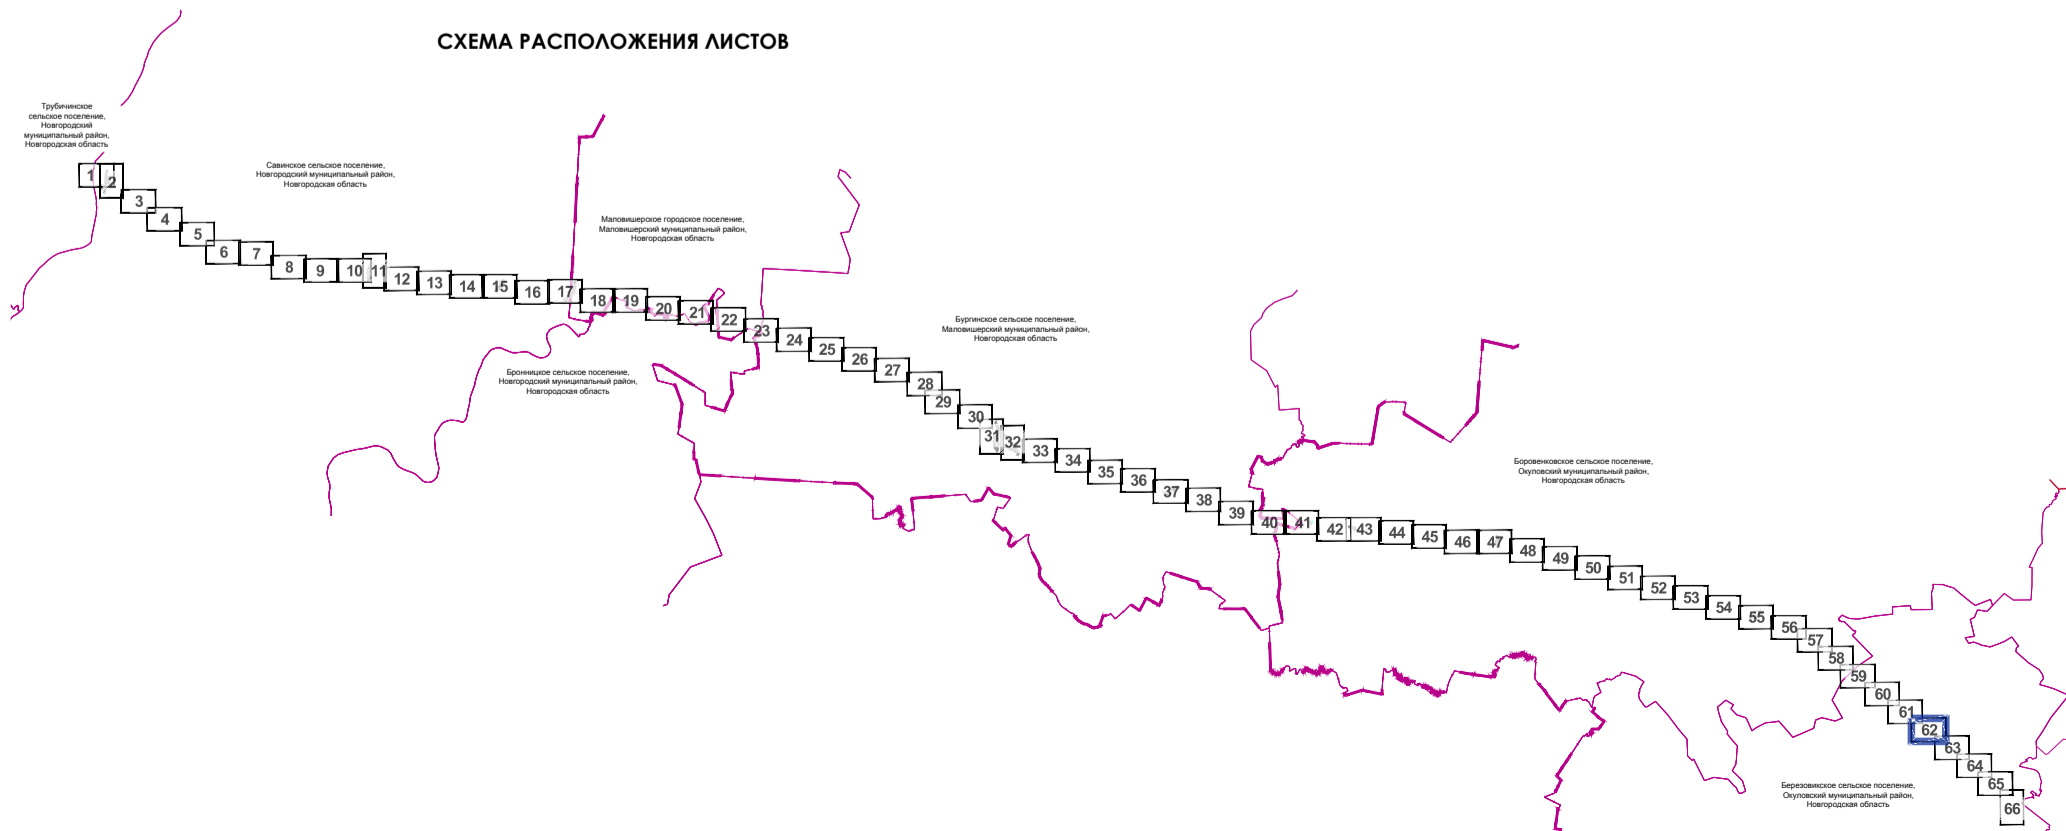 СХЕМА РАСПОЛОЖЕНИЯ ЛИСТОВ
Трубичинское
сельское поселение,
Новгородский
муниципальный район,
Новгородская область
Савинское сельское поселение,
Новгородский муниципальный район,
Новгородская область
Маловишерское городское поселение,
Маловишерский муниципальный район,
Новгородская область
Бронницкое сельское поселение,
Новгородский муниципальный район,
Новгородская область
Бургинское сельское поселение,
Маловишерский муниципальный район,
Новгородская область
Боровенковское сельское поселение,
Окуловский муниципальный район,
Новгородская область
Березовикское сельское поселение,
Окуловский муниципальный район,
Новгородская область
1
2
3
4
5
6
7
8
9
10
11
12
13
14
15
16
17
18
19
20
21
22
23
24
25
26
27
28
29
30
31
32
33
34
35
36
37
38
39
40
41
42
43
44
45
46
47
48
49
50
51
52
53
54
55
56
57
58
59
60
61
62
63
64
65
66